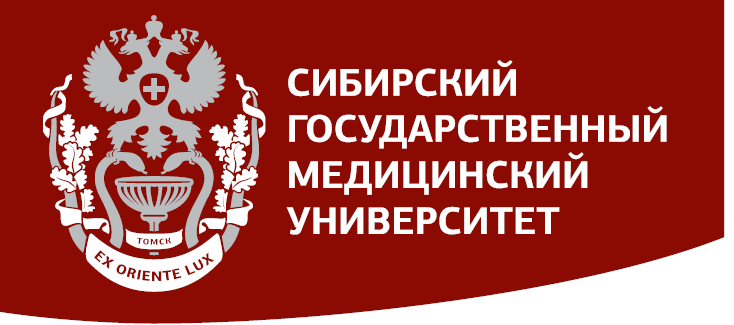 СИБИРСКИЙ
ГОСУДАРСТВЕННЫЙ
МЕДИЦИНСКИЙ
УНИВЕРСИТЕТ
ТОМСК
EX ORIENTE LUX